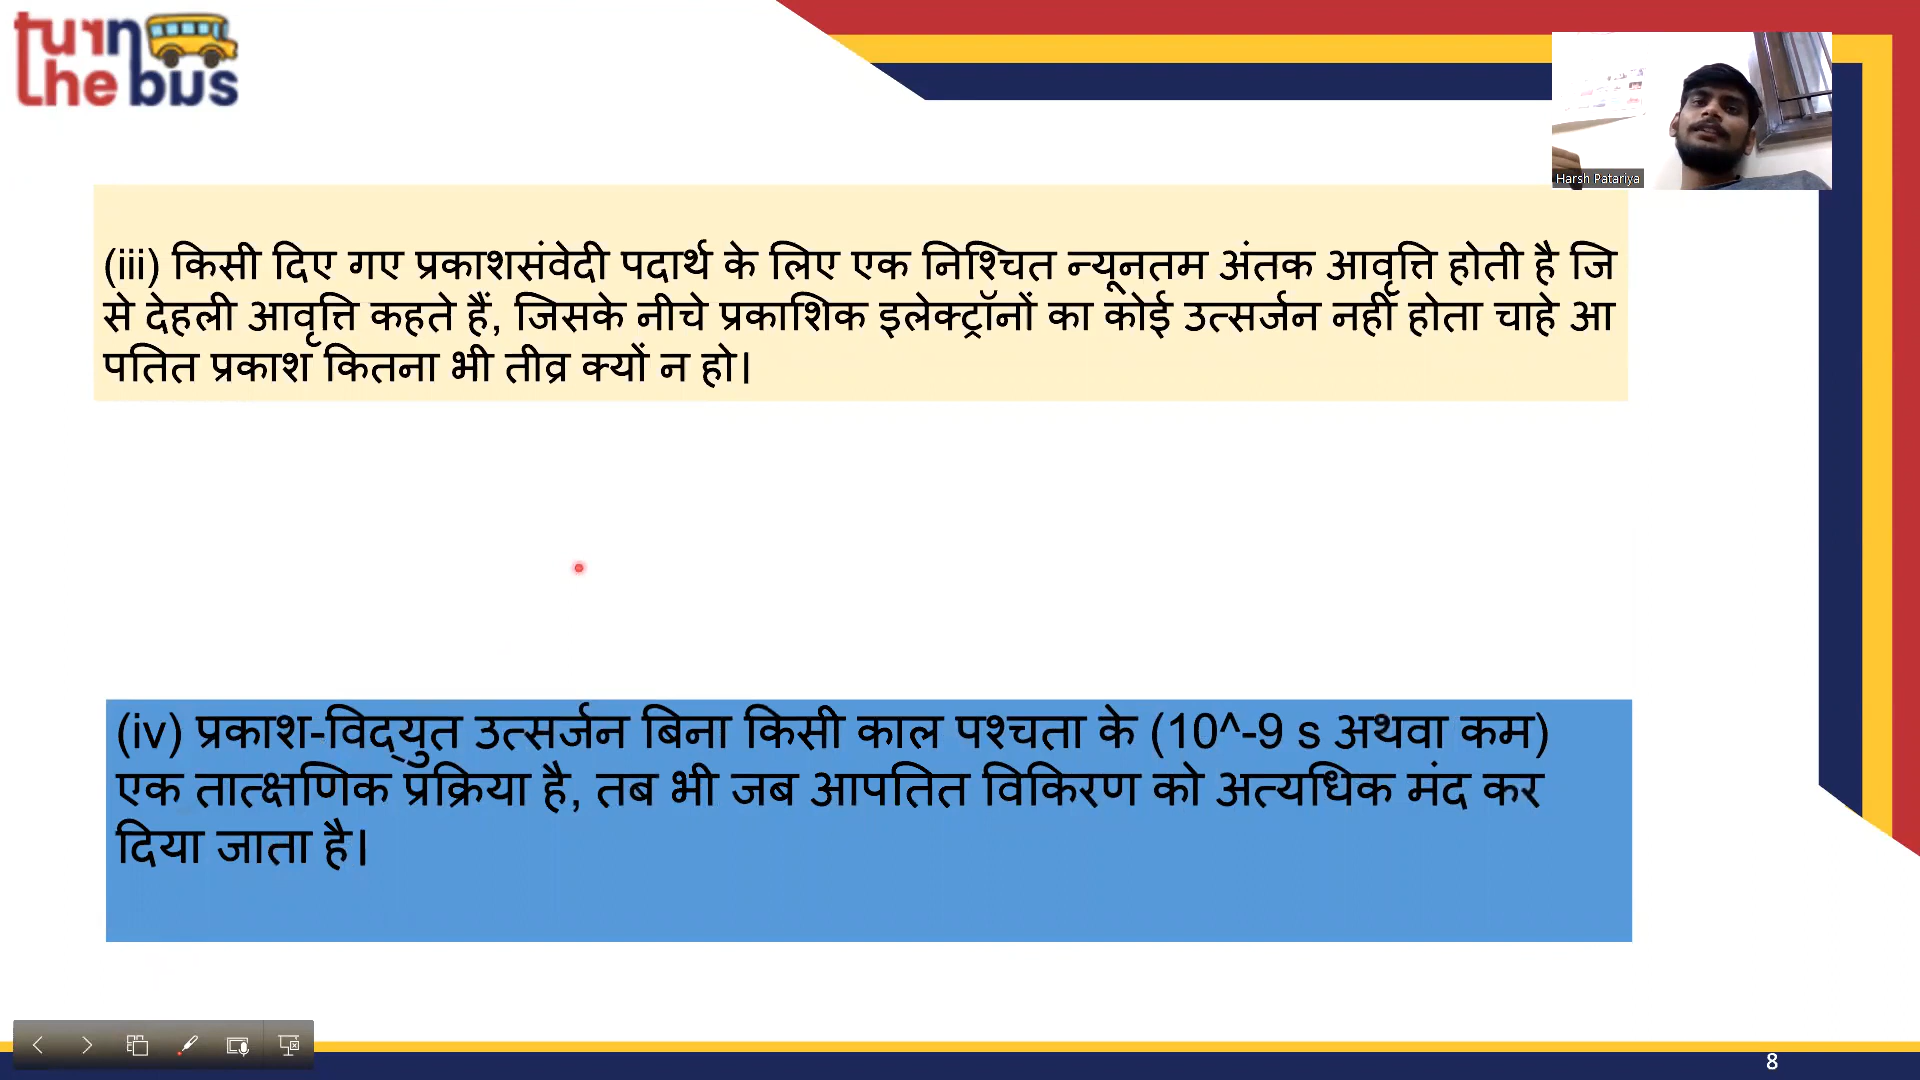 turn
the bus
Harsh Patariya
(iii) किसी दिए गए प्रकाशसंवेदी पदार्थ के लिए एक निश्चित न्यूनतम अंतक आवृत्ति होती है जि
से देहली आवृत्ति कहते हैं, जिसके नीचे प्रकाशिक इलेक्ट्रॉनों का कोई उत्सर्जन नहीं होता चाहे आ
पतित प्रकाश कितना भी तीव्र क्यों न हो।
(iv) प्रकाश-विद्‌युत उत्सर्जन बिना किसी काल पश्चता के (10^-9 s अथवा कम)
एक तात्क्षणिक प्रक्रिया है, तब भी जब आपतित विकिरण को अत्यधिक मंद कर
दिया जाता है।
8